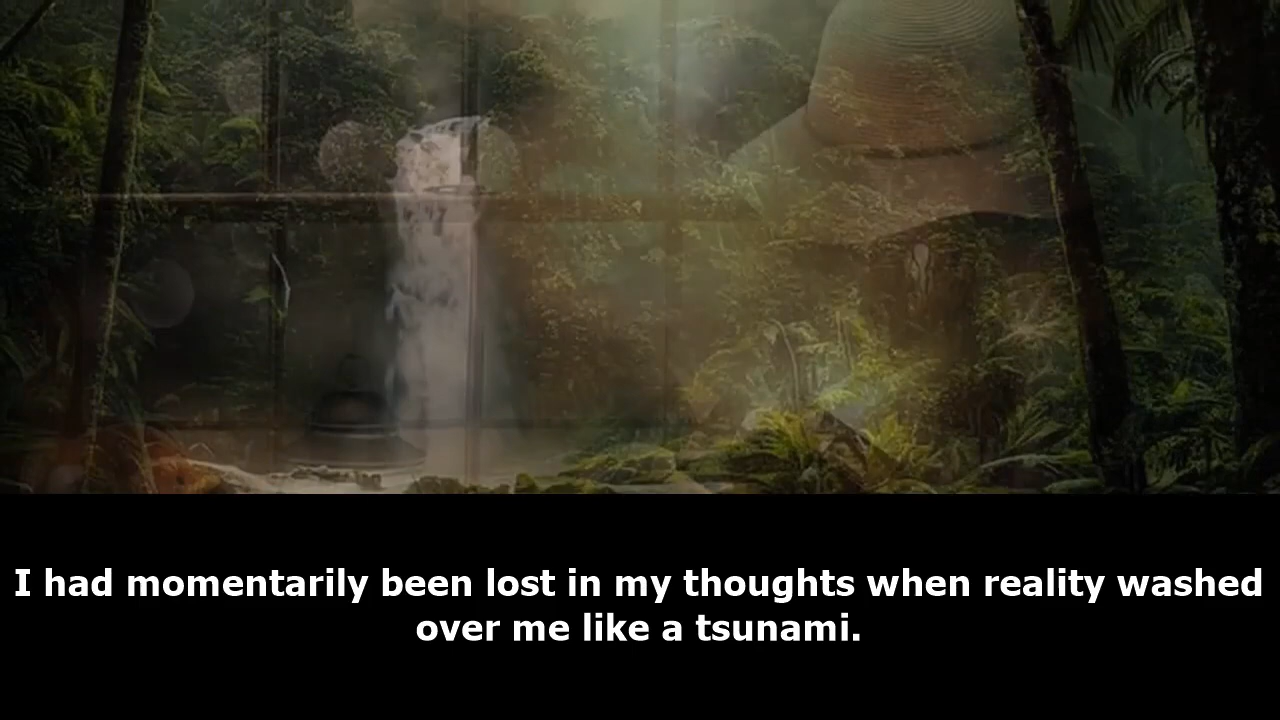 I had momentarily been lost in my thoughts when reality washed
over me like a tsunami.